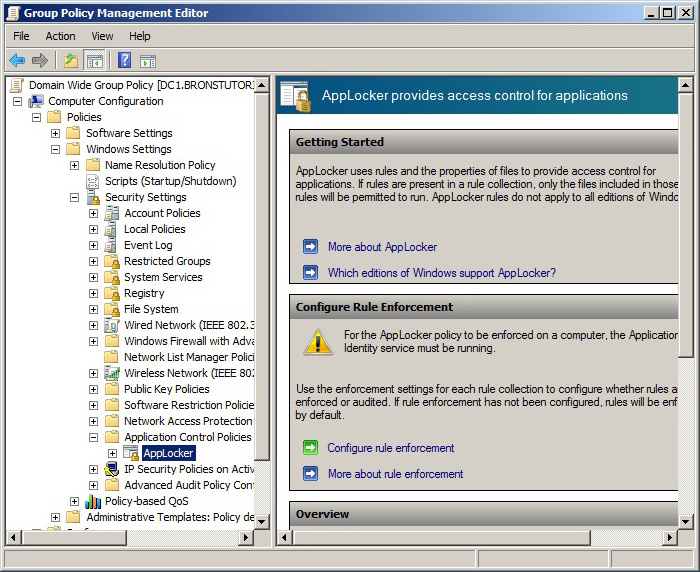 Group Policy Management Editor
File Action View Help
Domain Wide Group Policy [DC1.BRONSTUTOR
Computer Configuration
Policies
Software Settings
Windows Settings
Name Resolution Policy
Scripts (Startup/Shutdown)
Security Settings
Account Policies
Local Policies
Event Log
Restricted Groups
System Services
Registry
File System
Wired Network (IEEE 802.3
Windows Firewall with Adva
Network List Manager Polici
Wireless Network (IEEE 802
Public Key Policies
Software Restriction Policie
Network Access Protection
Application Control Policies
AppLocker
IP Security Policies on Activ
Advanced Audit Policy Conf
Policy-based QoS
Administrative Templates: Policy de
AppLocker provides access control for applications
Getting Started
AppLocker uses rules and the properties of files to provide access control for
applications. If rules are present in a rule collection, only the files included in those
rules will be permitted to run. AppLocker rules do not apply to all editions of Windo
More about AppLocker
Which editions of Windows support AppLocker?
Configure Rule Enforcement
For the AppLocker policy to be enforced on a computer, the Application
Identity service must be running.
Use the enforcement settings for each rule collection to configure whether rules a
enforced or audited. If rule enforcement has not been configured, rules will be enf
by default.
Configure rule enforcement
More about rule enforcement
Overview